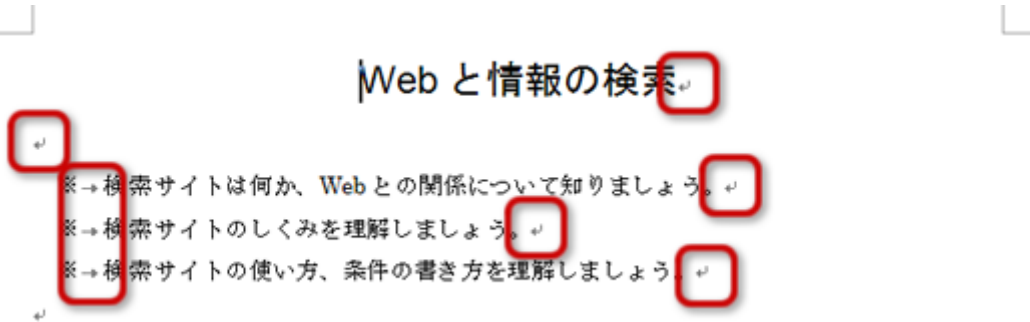 Webと情報の検索↵
↵
※→検索サイトは何か、Webとの関係について知りましょう。↵
※→検索サイトのしくみを理解しましょう。↵
※→検索サイトの使い方、条件の書き方を理解しましょう。↵
↵